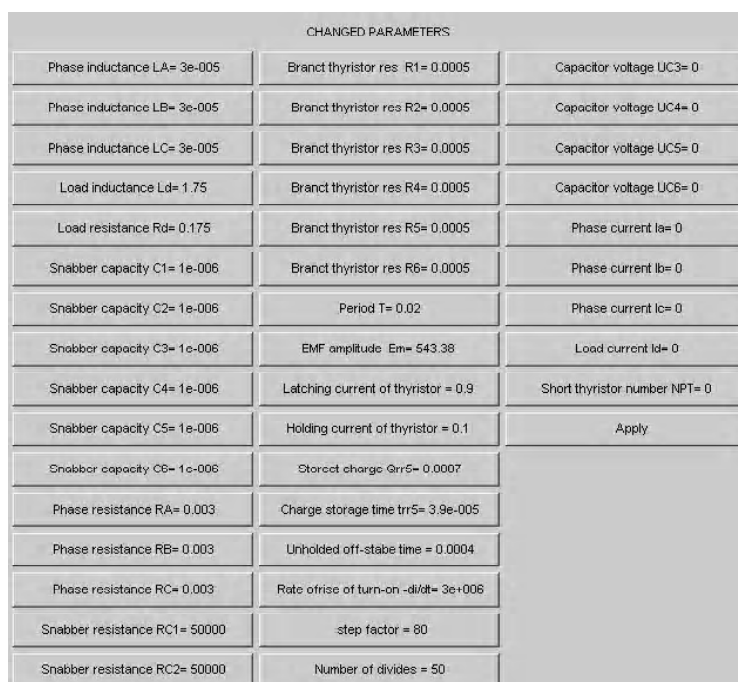 CHANGED PARAMETERS
Phase inductance LA= 3e-005
Phase inductance LB= 3e-005
Phase inductance LC= 3e-005
Load inductance Ld= 1.75
Load resistance Rd= 0.175
Snabber capacity C1= 1e-006
Snabber capacity C2= 1e-006
Snabber capacity C3= 1e-006
Snabber capacity C4= 1e-006
Snabber capacity C5= 1e-006
Snabber capacity C6= 1e-006
Phase resistance RA= 0.003
Phase resistance RB= 0.003
Phase resistance RC= 0.003
Snabber resistance RC1= 50000
Snabber resistance RC2= 50000
Branct thyristor res R1= 0.0005
Branct thyristor res R2= 0.0005
Branct thyristor res R3= 0.0005
Branct thyristor res R4= 0.0005
Branct thyristor res R5= 0.0005
Branct thyristor res R6= 0.0005
Period T= 0.02
EMF amplitude Em= 543.38
Latching current of thyristor = 0.9
Holding current of thyristor = 0.1
Storect charge Qrr5= 0.0007
Charge storage time trr5= 3.9e-005
Unholded off-stabe time = 0.0004
Rate ofrise of turn-on -di/dt= 3e+006
step factor = 80
Number of divides = 50
Capacitor voltage UC3= 0
Capacitor voltage UC4= 0
Capacitor voltage UC5= 0
Capacitor voltage UC6= 0
Phase current Ia= 0
Phase current Ib= 0
Phase current Ic= 0
Load current Id= 0
Short thyristor number NPT= 0
Apply